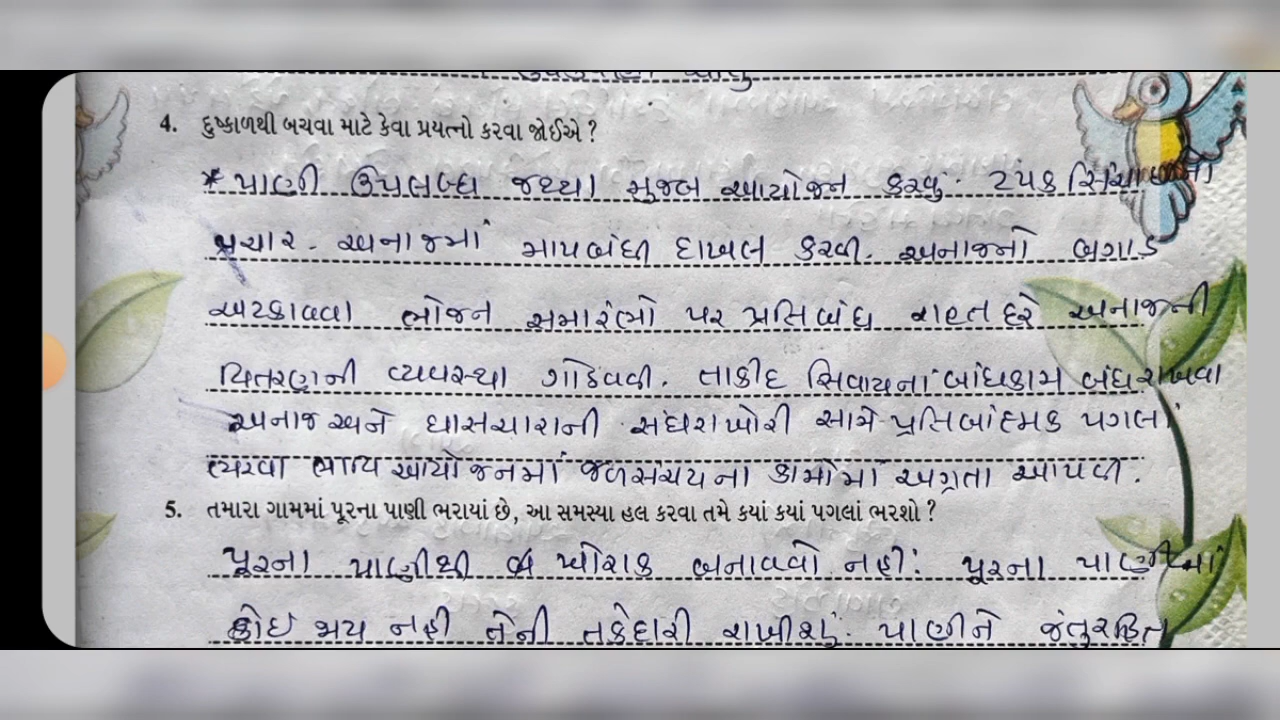 4. દુષ્કાળથી બચવા માટે કેવા પ્રયત્નો કરવા જોઈએ ?
* પાણી ઉપલબ્ધ જથ્થા મુજબ આયોજન કરવું. ટપક સિંચાઈના
પ્રચાર. અનાજમાં માપબંધી દાખલ કરવી. અનાજનો બગાડ
અટકાવવા ભોજન સમારંભો પર પ્રતિબંધ રાહત દરે અનાજની
વિતરણની વ્યવસ્થા ગોઠવવી. તાકીદ સિવાયનાં બાંધકામ બંધ રાખવા
અનાજ અને ઘાસચારાની સંઘરાખોરી સામે પ્રતિબાંત્મક પગલાં
ભરવા ભાવિ આયોજનમાં જળસંચયના કામોમાં અગ્રતા આપવી.
5. તમારા ગામમાં પૂરના પાણી ભરાયાં છે, આ સમસ્યા હલ કરવા તમે કયાં કયાં પગલાં ભરશો ?
પૂરના પાણીથી ખોરાક બનાવવો નહીં. પૂરના પાણીમાં
કોઈ જાય નહી તેની તકેદારી રાખીશું. પાણીને જંતુરહિત